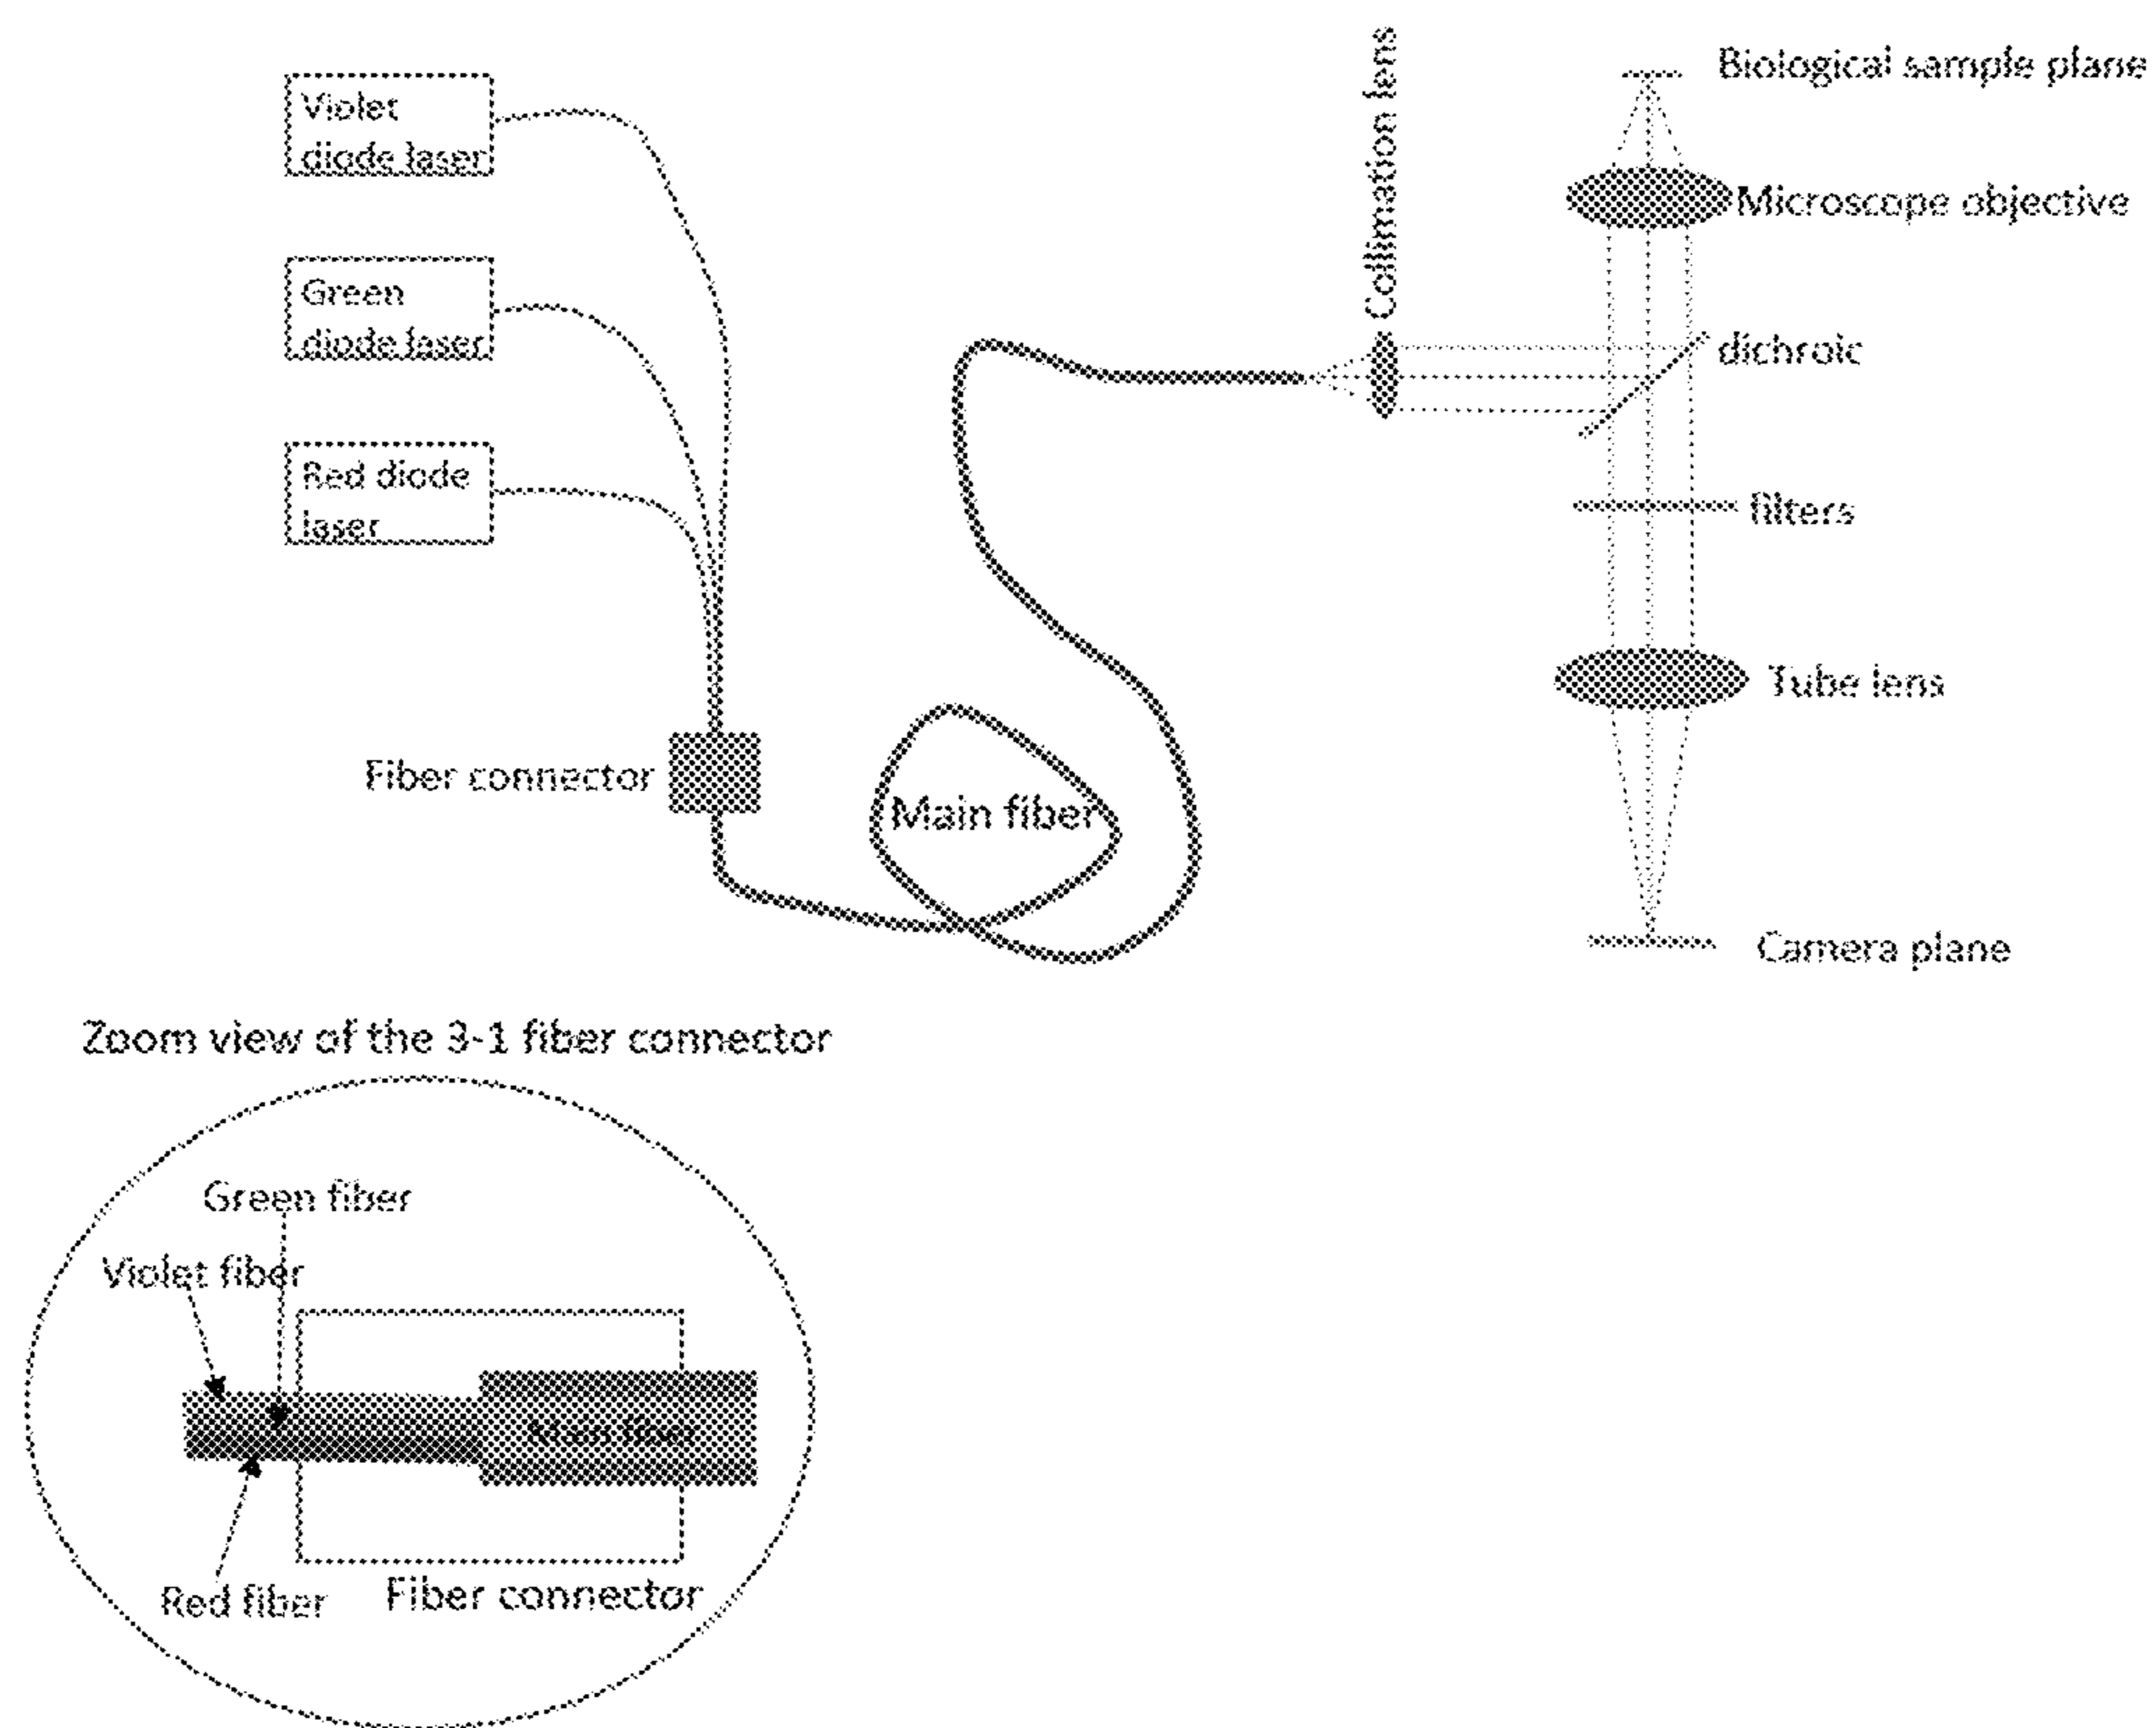 Violet
diode laser
Green
diode laser
Red diode
laser
Fiber connector
Main fiber
Collimation lens
Biological sample plane
Microscope objective
dichroic
filters
Tube lens
Camera plane
Zoom view of the 3-1 fiber connector
Green fiber
Violet fiber
Main fiber
Red fiber
Fiber connector